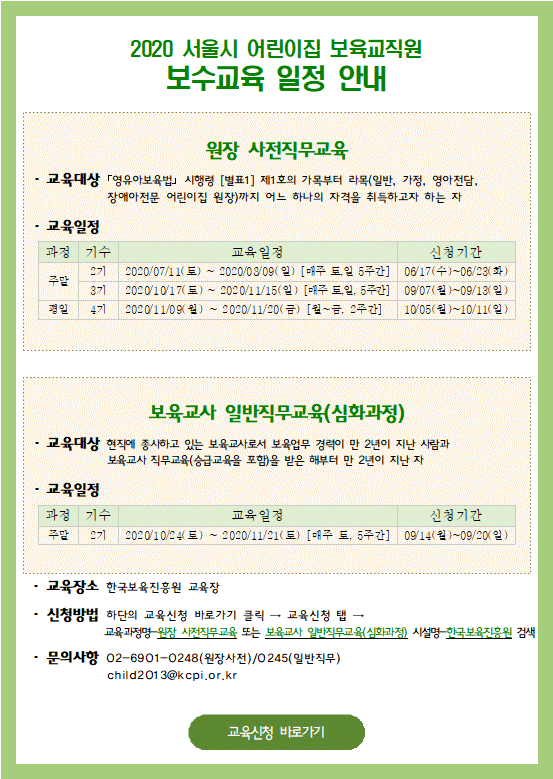 2020 서울시 어린이집 보육교직원
보수교육 일정 안내
원장 사전직무교육
· 교육대상 「영유아보육법」 시행령 [별표1] 제1호의 가목부터 라목(일반, 가정, 영아전담,
장애아전문 어린이집 원장)까지 어느 하나의 자격을 취득하고자 하는 자
· 교육일정
과정 기수 교육일정 신청기간
주말 2기 2020/07/11(토) ~ 2020/08/09(일) [매주 토,일 5주간] 06/17(수)~06/23(화)
3기 2020/10/17(토) ~ 2020/11/15(일) [매주 토,일, 5주간] 09/07(월)~09/13(일)
평일 4기 2020/11/09(월) ~ 2020/11/20(금) [월~금, 2주간] 10/05(월)~10/11(일)
보육교사 일반직무교육(심화과정)
· 교육대상 현직에 종사하고 있는 보육교사로서 보육업무 경력이 만 2년이 지난 사람과
보육교사 직무교육(승급교육을 포함)을 받은 해부터 만 2년이 지난 자
· 교육일정
과정 기수 교육일정 신청기간
주말 2기 2020/10/24(토) ~ 2020/11/21(토) [매주 토, 5주간] 09/14(월)~09/20(일)
· 교육장소 한국보육진흥원 교육장
· 신청방법 하단의 교육신청 바로가기 클릭 → 교육신청 탭 →
교육과정명-원장 사전직무교육 또는 보육교사 일반직무교육(심화과정) 시설명-한국보육진흥원 검색
· 문의사항 02-6901-0248(원장사전)/0245(일반직무)
child2013@kcpi.or.kr
교육신청 바로가기